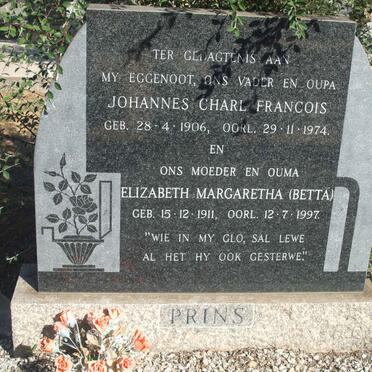 TER GEDAGTENIS AAN
MY EGGENOOT, ONS VADER EN OUPA
JOHANNES CHARL FRANCOIS
GEB. 28-4-1906, OORL. 29-11-1974.
EN
ONS MOEDER EN OUMA
ELIZABETH MARGARETHA (BETTA)
GEB. 15-12-1911, OORL. 12-7-1997.
"WIE IN MY GLO, SAL LEWE
AL HET HY OOK GESTERWE."
PRINS